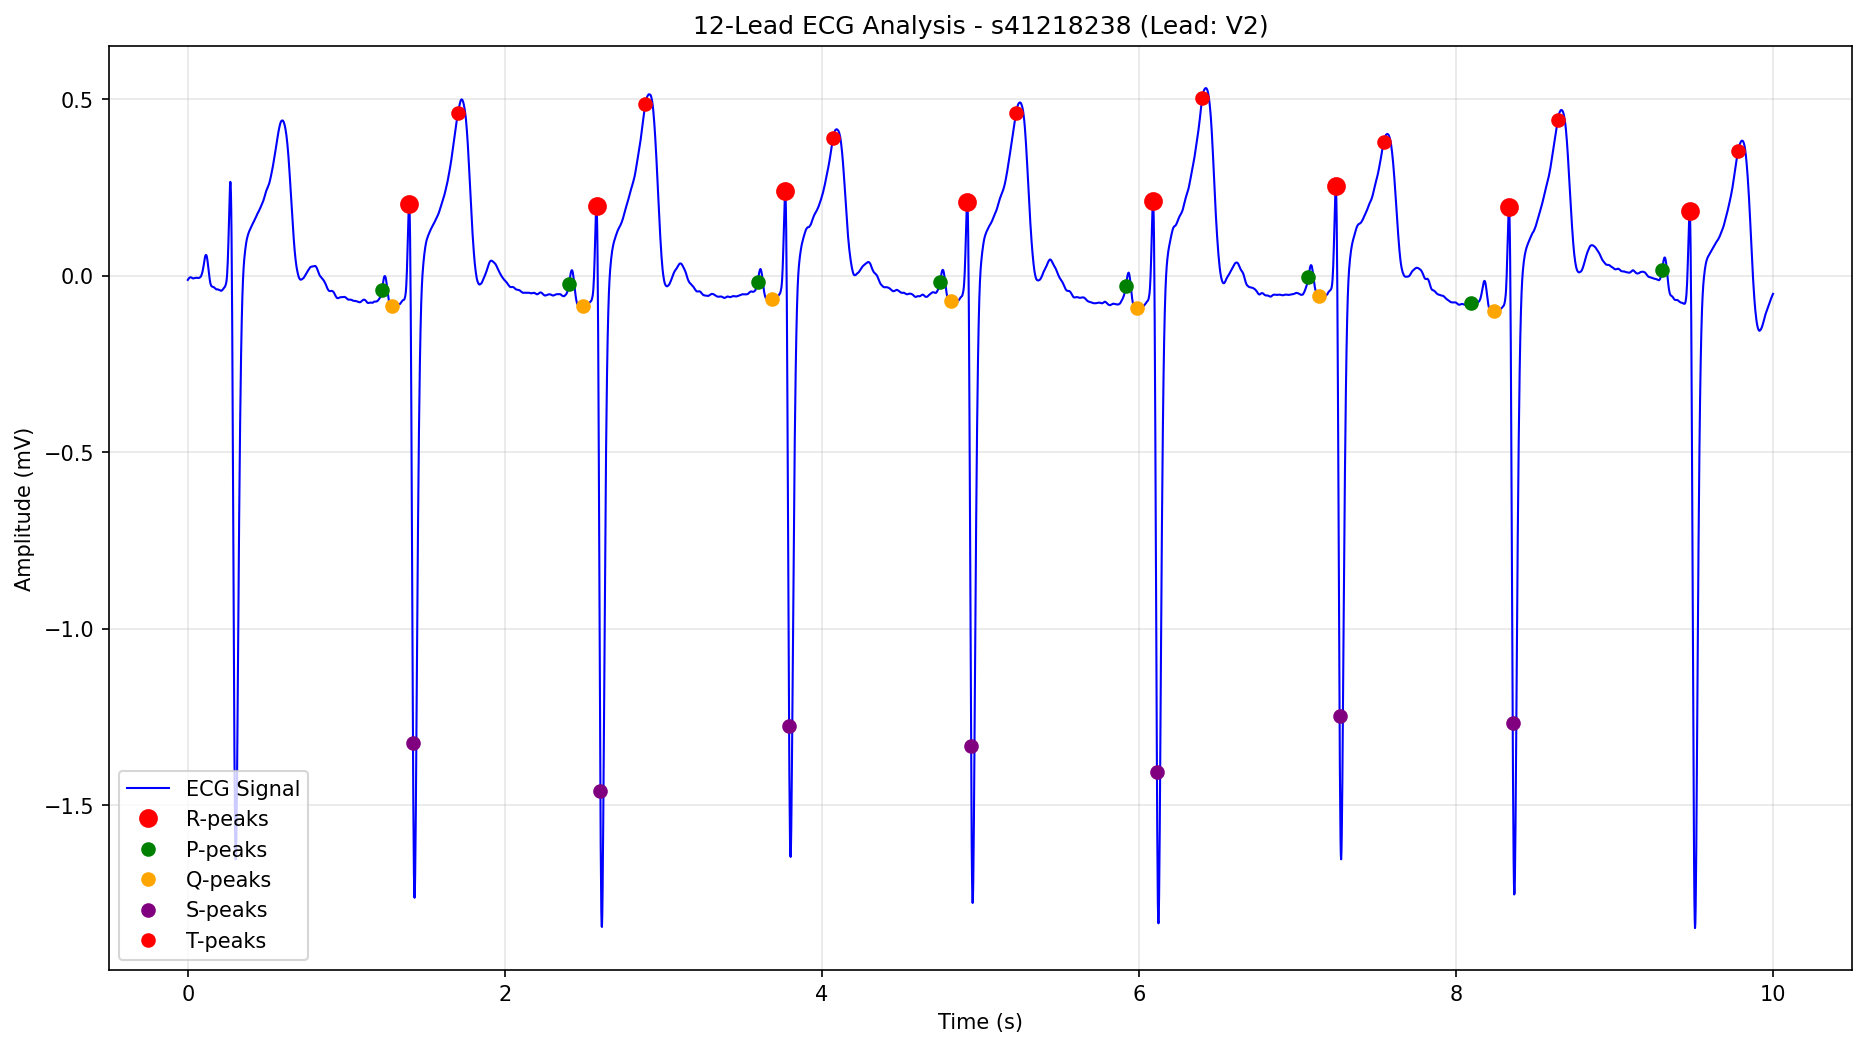 12-Lead ECG Analysis - s41218238 (Lead: V2)
Amplitude (mV)
0.5
0.0
−0.5
−1.0
−1.5
ECG Signal
R-peaks
P-peaks
Q-peaks
S-peaks
T-peaks
0 2 4 6 8 10
Time (s)